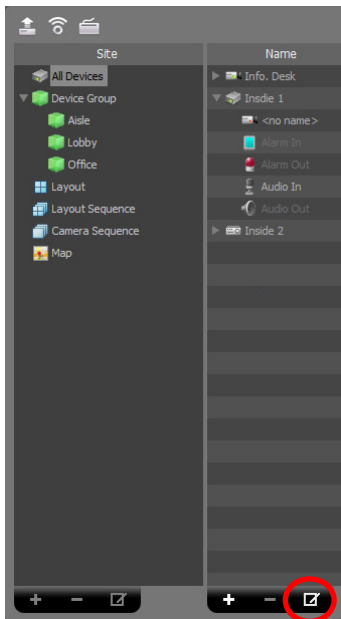 Site
All Devices
Device Group
Aisle
Lobby
Office
Layout
Layout Sequence
Camera Sequence
Map
Name
Info. Desk
Insdie 1
<no name>
Alarm In
Alarm Out
Audio In
Audio Out
Inside 2